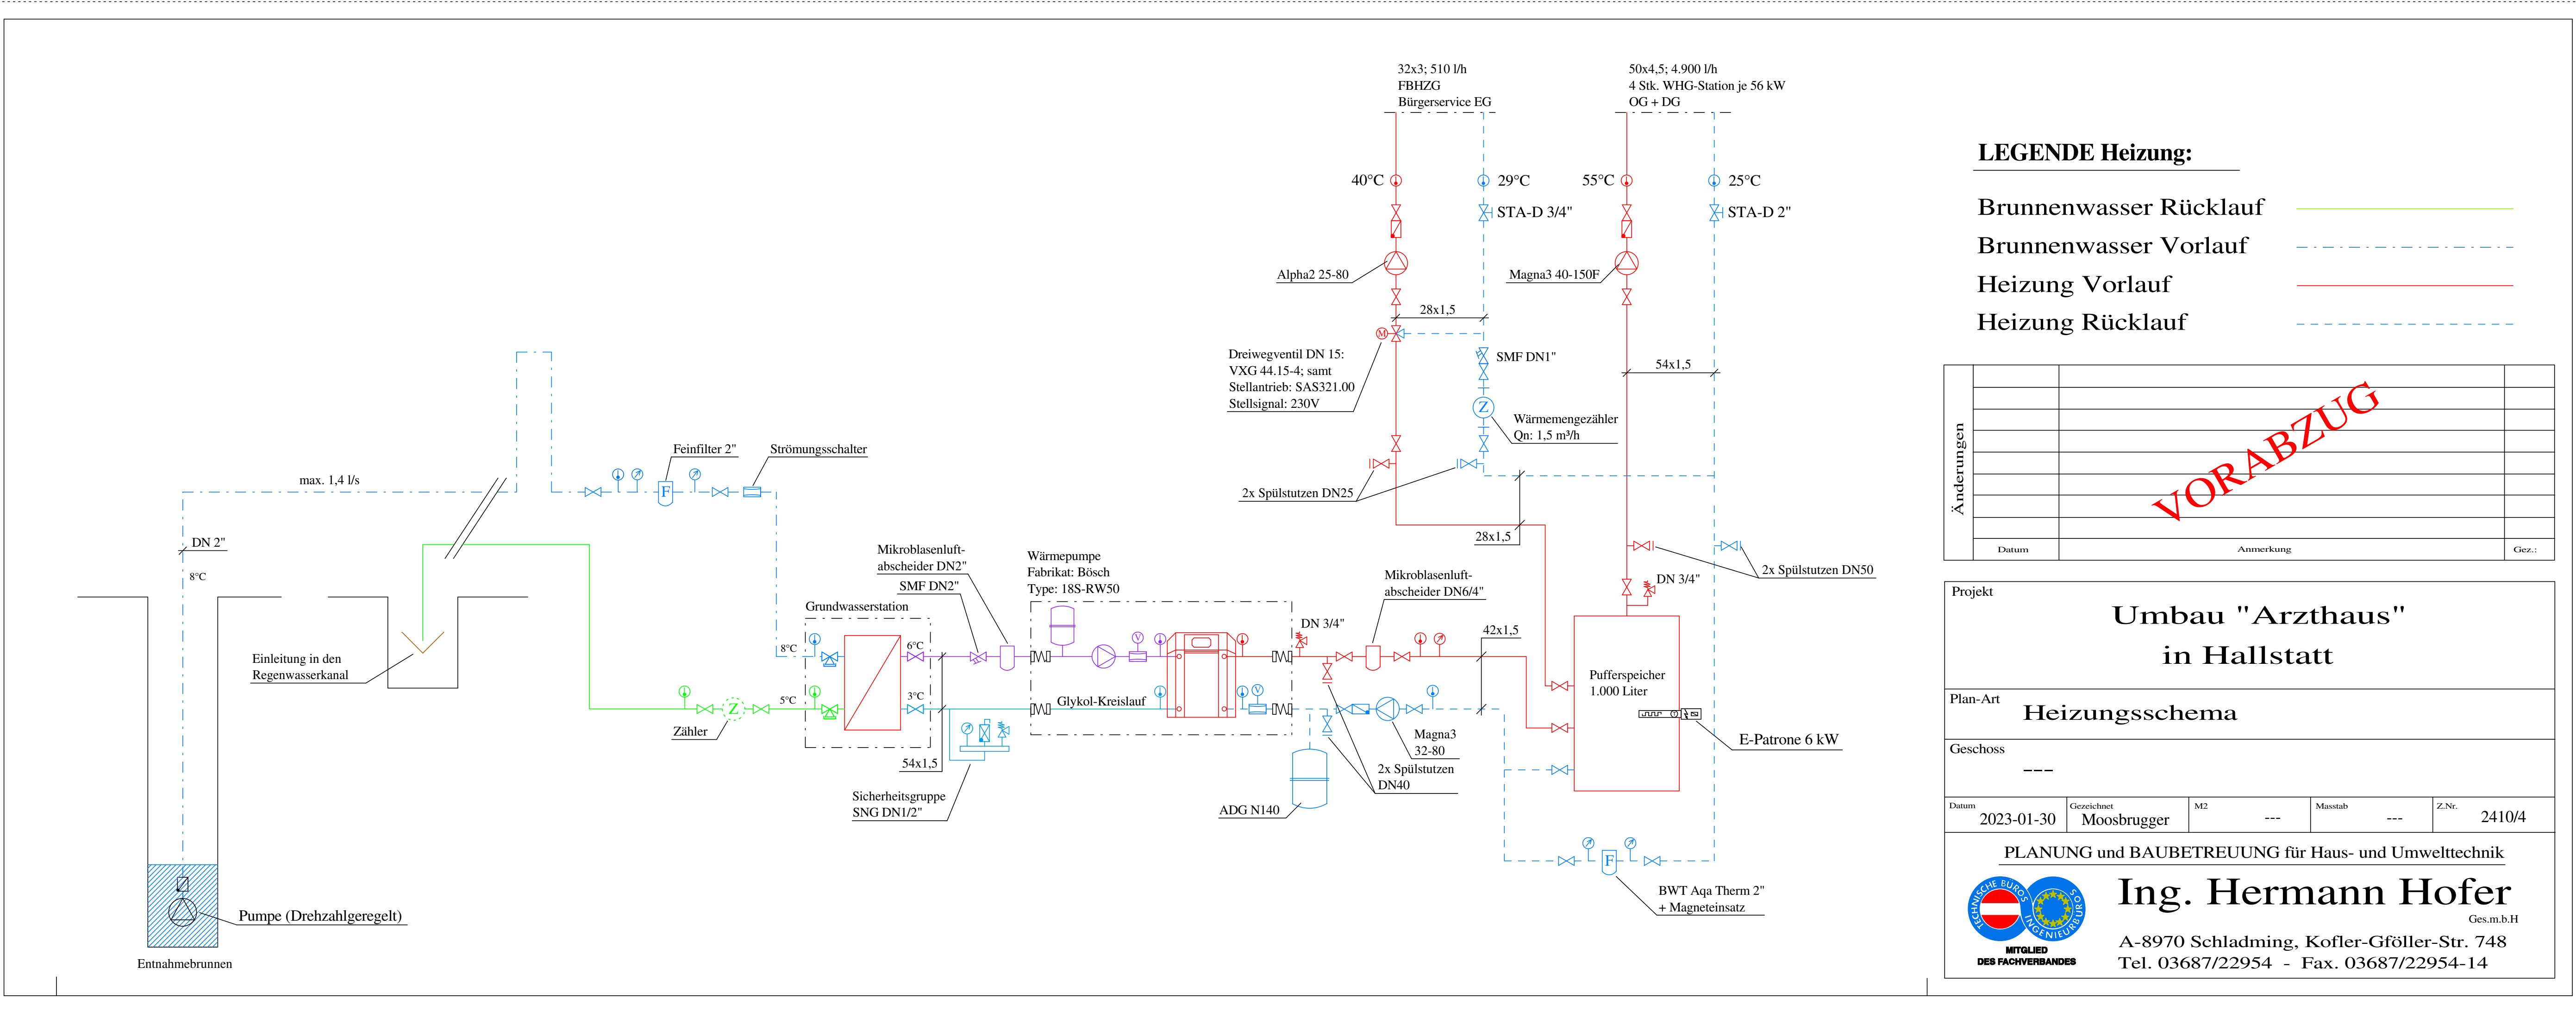 32x3; 510 l/h
FBHZG
Bürgerservice EG
50x4,5; 4.900 l/h
4 Stk. WHG-Station je 56 kW
OG + DG
40°C
29°C
55°C
25°C
STA-D 3/4"
STA-D 2"
Alpha2 25-80
Magna3 40-150F
28x1,5
M
Dreiwegventil DN 15:
VXG 44.15-4; samt
Stellantrieb: SAS321.00
Stellsignal: 230V
SMF DN1"
54x1,5
Z
Wärmemengezähler
Qn: 1,5 m³/h
2x Spülstutzen DN25
28x1,5
Feinfilter 2"
Strömungsschalter
F
max. 1,4 l/s
DN 2"
8°C
Mikroblasenluft-
abscheider DN2"
SMF DN2"
Wärmepumpe
Fabrikat: Bösch
Type: 18S-RW50
Mikroblasenluft-
abscheider DN6/4"
2x Spülstutzen DN50
DN 3/4"
Grundwasserstation
8°C
6°C
5°C
3°C
V
V
DN 3/4"
42x1,5
Einleitung in den
Regenwasserkanal
Z
Zähler
Glykol-Kreislauf
Pufferspeicher
1.000 Liter
E-Patrone 6 kW
54x1,5
Sicherheitsgruppe
SNG DN1/2"
Magna3
32-80
2x Spülstutzen
DN40
ADG N140
F
BWT Aqa Therm 2"
+ Magneteinsatz
Pumpe (Drehzahlgeregelt)
Entnahmebrunnen
LEGENDE Heizung:
Brunnenwasser Rücklauf
Brunnenwasser Vorlauf
Heizung Vorlauf
Heizung Rücklauf
Änderungen
VORABZUG
Datum Anmerkung Gez.:
Projekt
Umbau "Arzthaus"
in Hallstatt
Plan-Art
Heizungsschema
Geschoss
---
Datum Gezeichnet M2 Masstab Z.Nr.
2023-01-30 Moosbrugger --- --- 2410/4
PLANUNG und BAUBETREUUNG für Haus- und Umwelttechnik
TECHNISCHE BÜROS INGENIEURBÜROS
MITGLIED
DES FACHVERBANDES
Ing. Hermann Hofer
Ges.m.b.H
A-8970 Schladming, Kofler-Gföller-Str. 748
Tel. 03687/22954 - Fax. 03687/22954-14